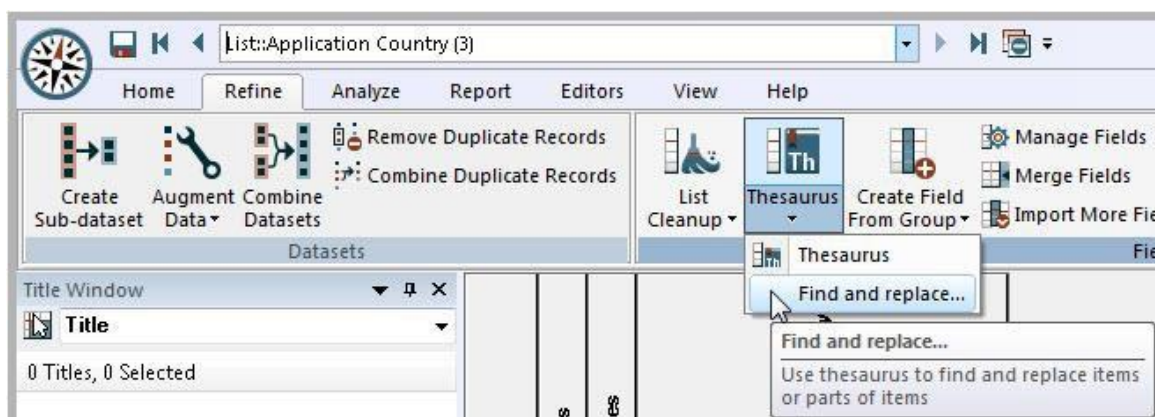 List::Application Country (3)
Home Refine Analyze Report Editors View Help
Create
Sub-dataset
Augment
Data
Combine
Datasets
Remove Duplicate Records
Combine Duplicate Records
Datasets
List
Cleanup
Th
Thesaurus
Create Field
From Group
Manage Fields
Merge Fields
Import More Fie
Fie
Th Thesaurus
Find and replace...
Title Window
Title
0 Titles, 0 Selected
Find and replace...
Use thesaurus to find and replace items
or parts of items